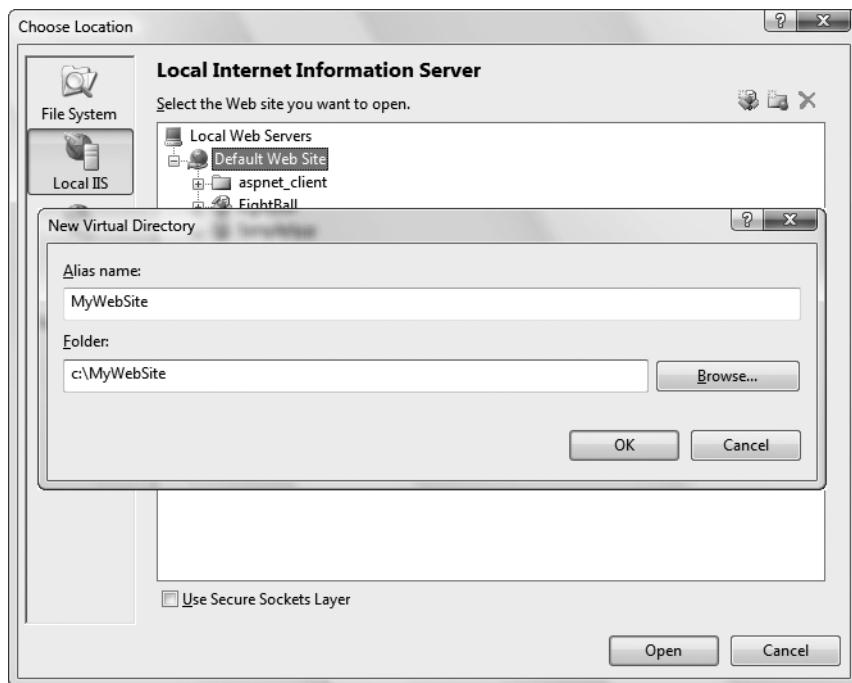 Choose Location
File System
Local IIS
Local Internet Information Server
Select the Web site you want to open.
Local Web Servers
Default Web Site
aspnet_client
New Virtual Directory
Alias name:
MyWebSite
Folder:
c:\MyWebSite
Browse...
OK
Cancel
Use Secure Sockets Layer
Open
Cancel